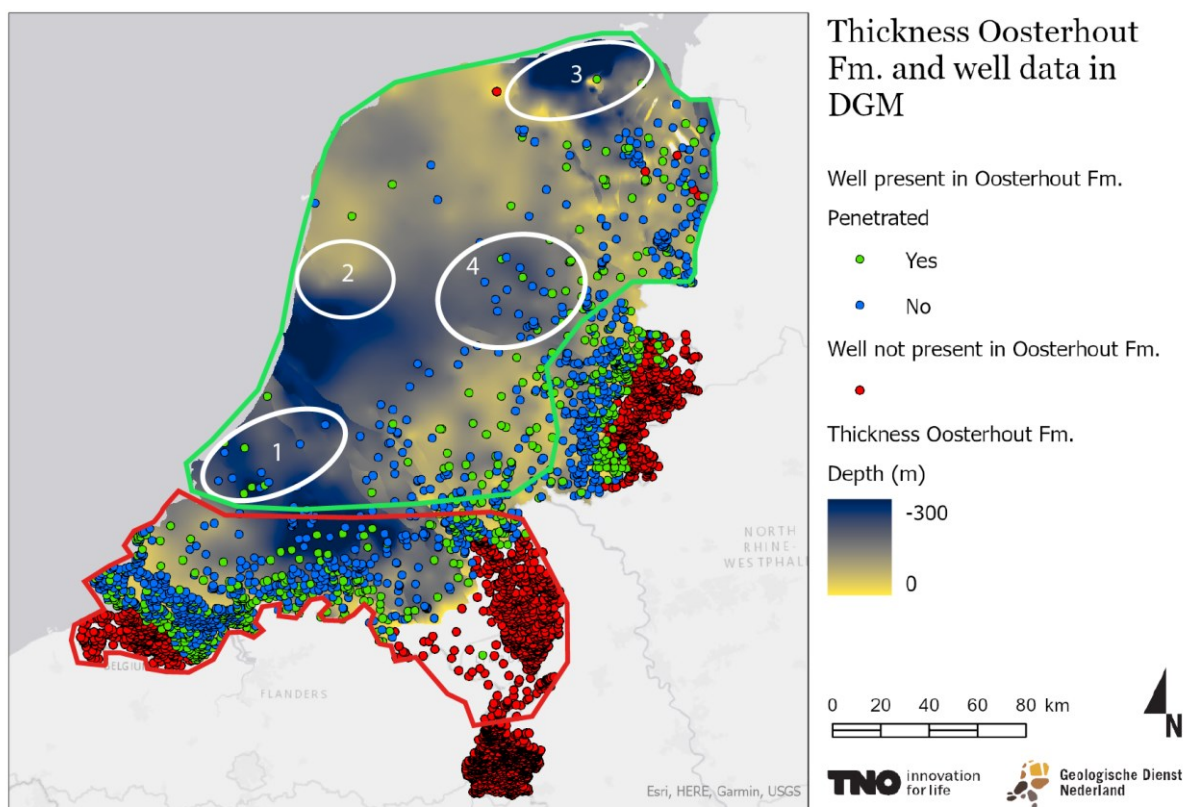 3
2
4
1
NORTH
RHINE-
WESTPHAL
BELGIU
FLANDERS
Esri, HERE, Garmin, USGS
Thickness Oosterhout
Fm. and well data in
DGM
Well present in Oosterhout Fm.
Penetrated
Yes
No
Well not present in Oosterhout Fm.
Thickness Oosterhout Fm.
Depth (m)
-300
0
0 20 40 60 80 km
N
TNO innovation
for life
Geologische Dienst
Nederland